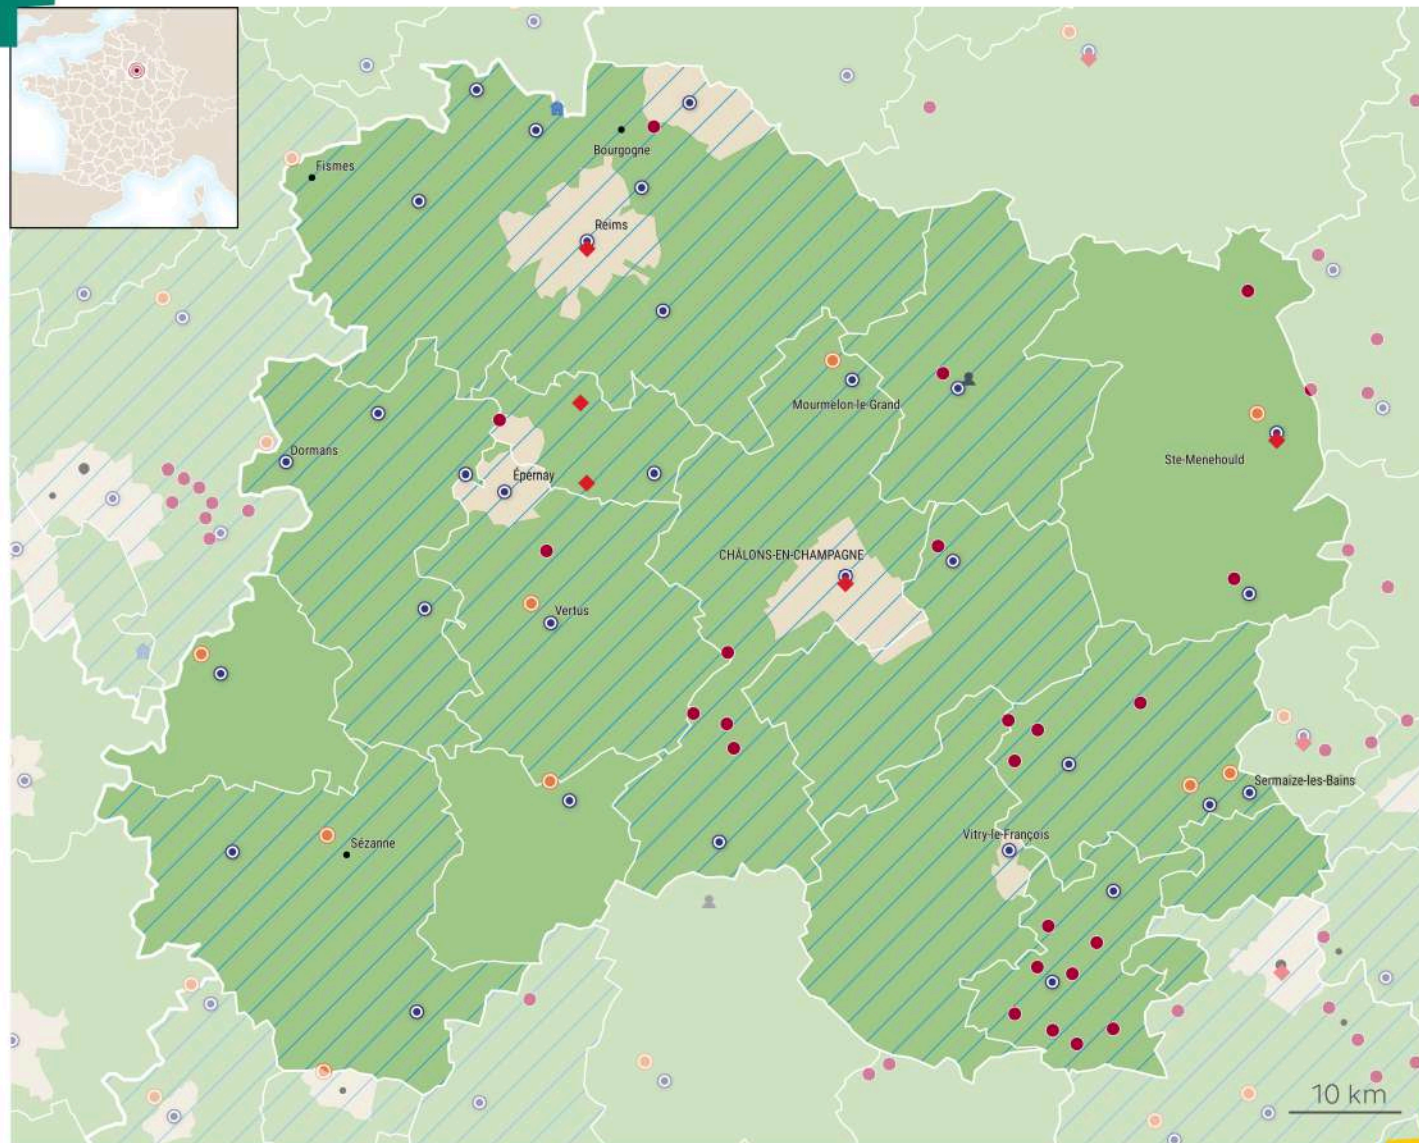 Bourgogne
Fismes
Reims
Mourmelon-le-Grand
Dormans
Épernay
Ste-Menehould
CHÂLONS-EN-CHAMPAGNE
Vertus
Sermaize-les-Bains
Vitry-le-François
Sézanne
10 km